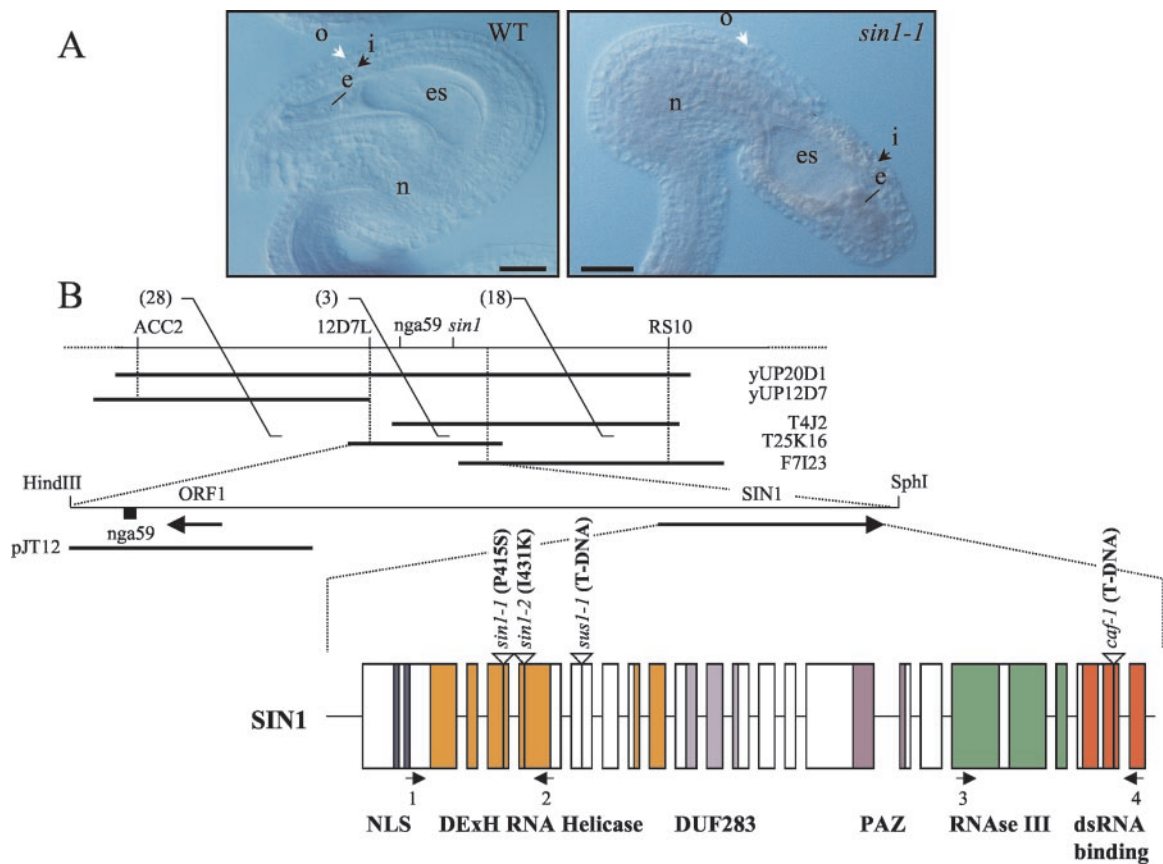 A
WT
o
i
e
es
n
sin1-1
o
n
es
i
e
B
(28)
(3)
(18)
ACC2
12D7L
nga59
sin1
RS10
yUP20D1
yUP12D7
T4J2
T25K16
F7I23
HindIII
ORF1
SIN1
SphI
nga59
pJT12
sin1-1 (P415S)
sin1-2 (I431K)
sus1-1 (T-DNA)
caf-1 (T-DNA)
SIN1
1
2
3
4
NLS
DExH RNA Helicase
DUF283
PAZ
RNAse III
dsRNA
binding